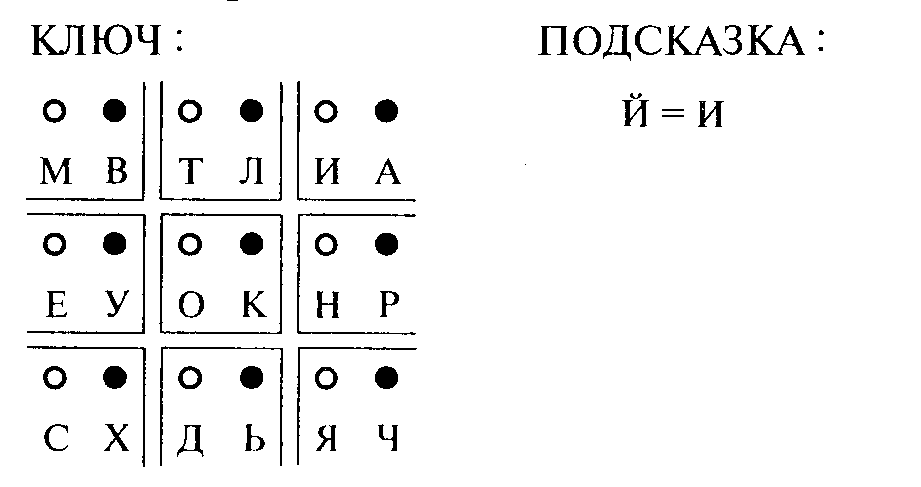 КЛЮЧ :
ПОДСКАЗКА :
Й = И
М В Т Л И А
Е У О К Н Р
С Х Д Ь Я Ч